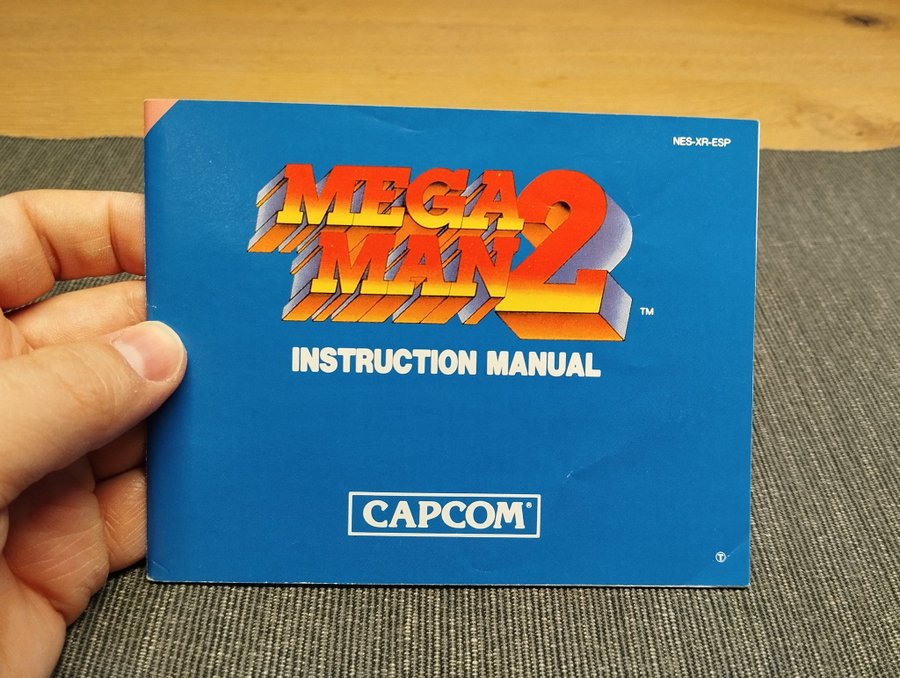 NES-XR-ESP
MEGA
MAN 2
™
INSTRUCTION MANUAL
CAPCOM®
Ⓣ